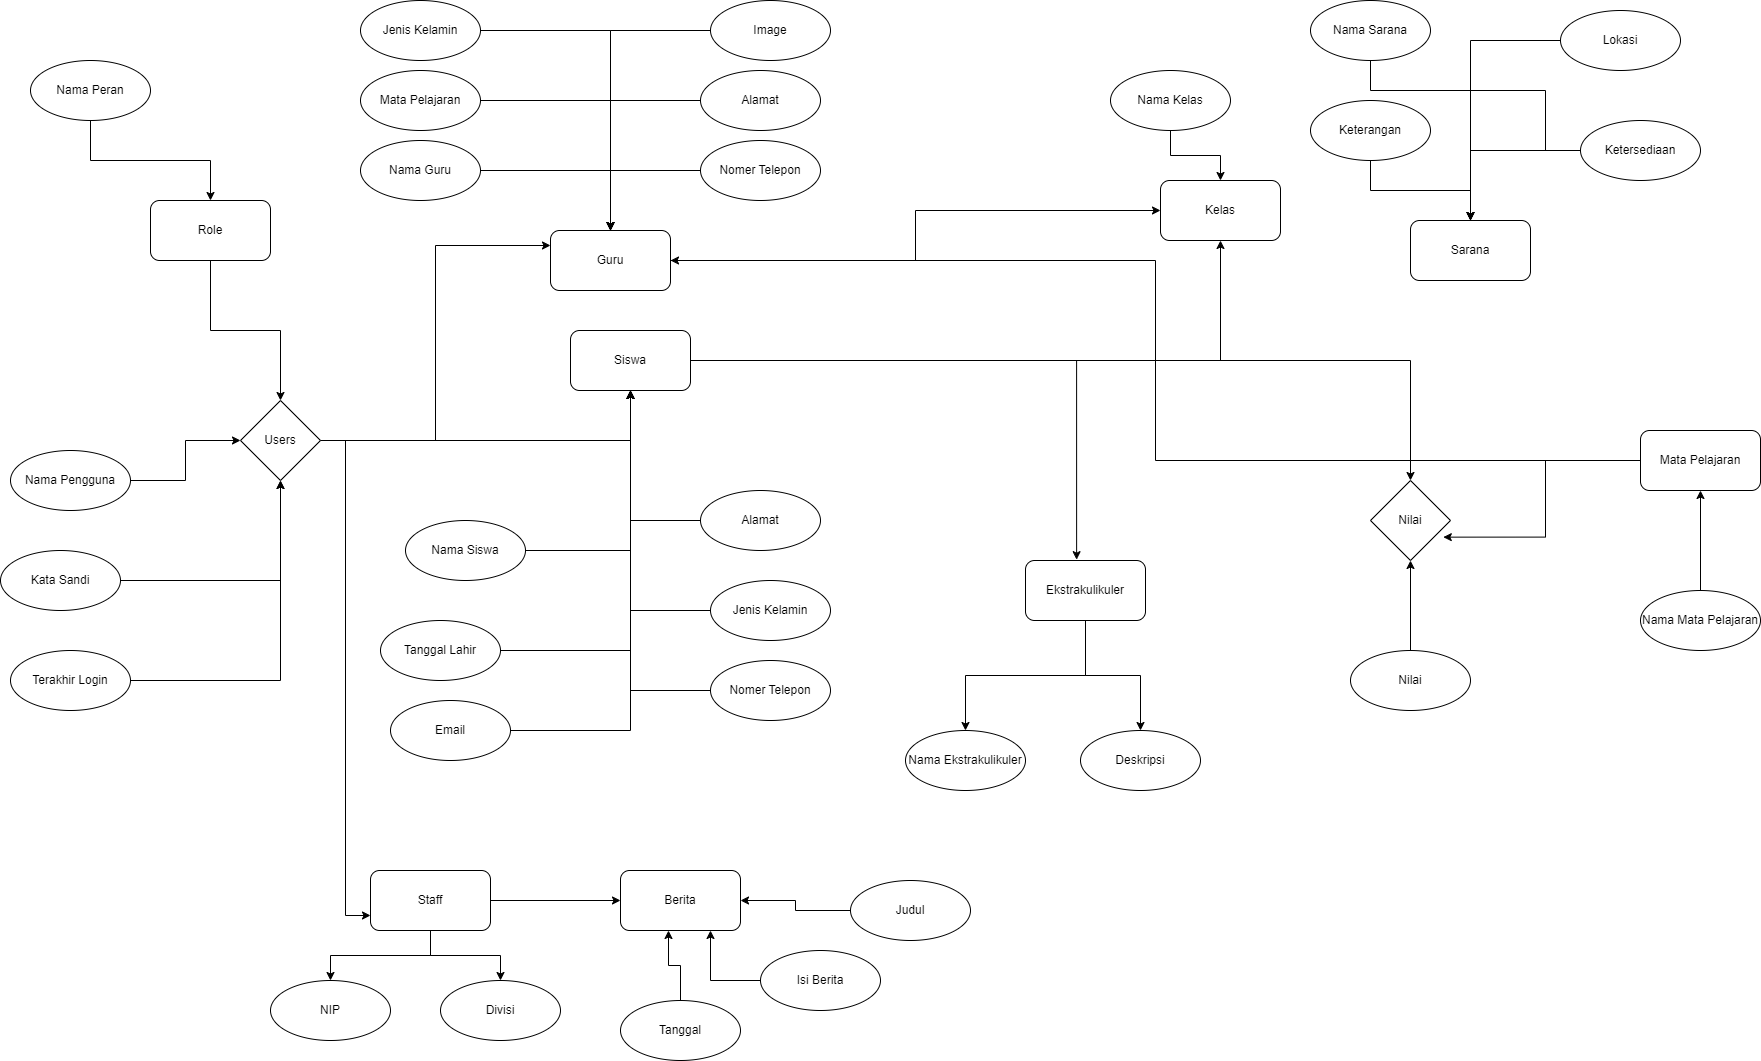 Jenis Kelamin
Image
Nama Sarana
Lokasi
Nama Peran
Mata Pelajaran
Alamat
Nama Kelas
Keterangan
Ketersediaan
Nama Guru
Nomer Telepon
Role
Kelas
Guru
Sarana
Siswa
Users
Mata Pelajaran
Nama Pengguna
Alamat
Nilai
Nama Siswa
Kata Sandi
Ekstrakulikuler
Jenis Kelamin
Nama Mata Pelajaran
Tanggal Lahir
Terakhir Login
Nomer Telepon
Nilai
Email
Nama Ekstrakulikuler
Deskripsi
Staff
Berita
Judul
Isi Berita
NIP
Divisi
Tanggal